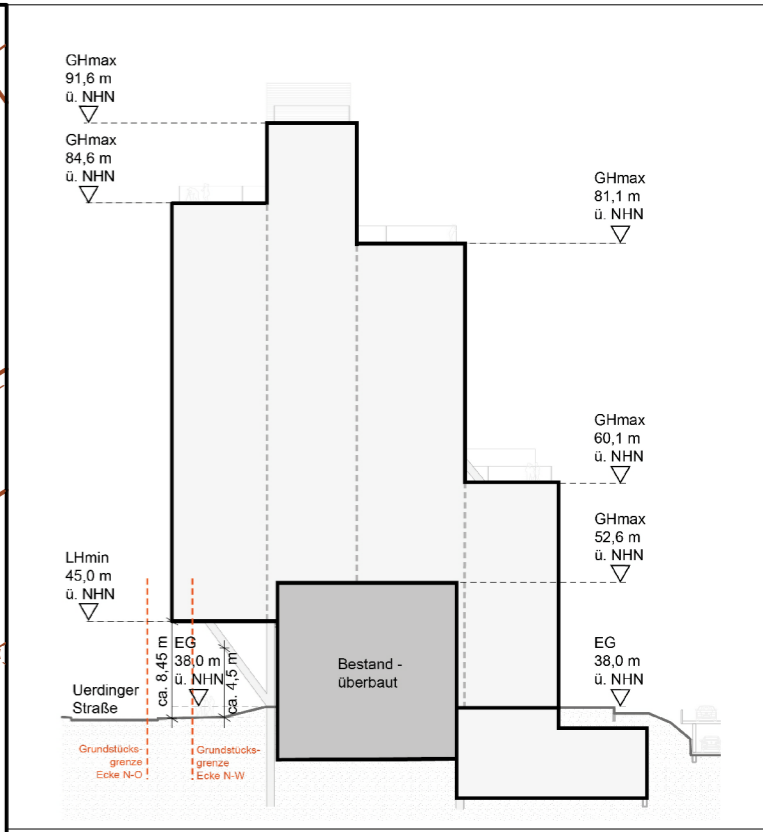 GHmax
91,6 m
ü. NHN
GHmax
84,6 m
ü. NHN
GHmax
81,1 m
ü. NHN
GHmax
60,1 m
ü. NHN
GHmax
52,6 m
ü. NHN
LHmin
45,0 m
ü. NHN
ca. 8,45 m
EG
38,0 m
ü. NHN
ca. 4,5 m
Bestand -
überbaut
EG
38,0 m
ü. NHN
Uerdinger
Straße
Grundstücks-
grenze
Ecke N-O
Grundstücks-
grenze
Ecke N-W